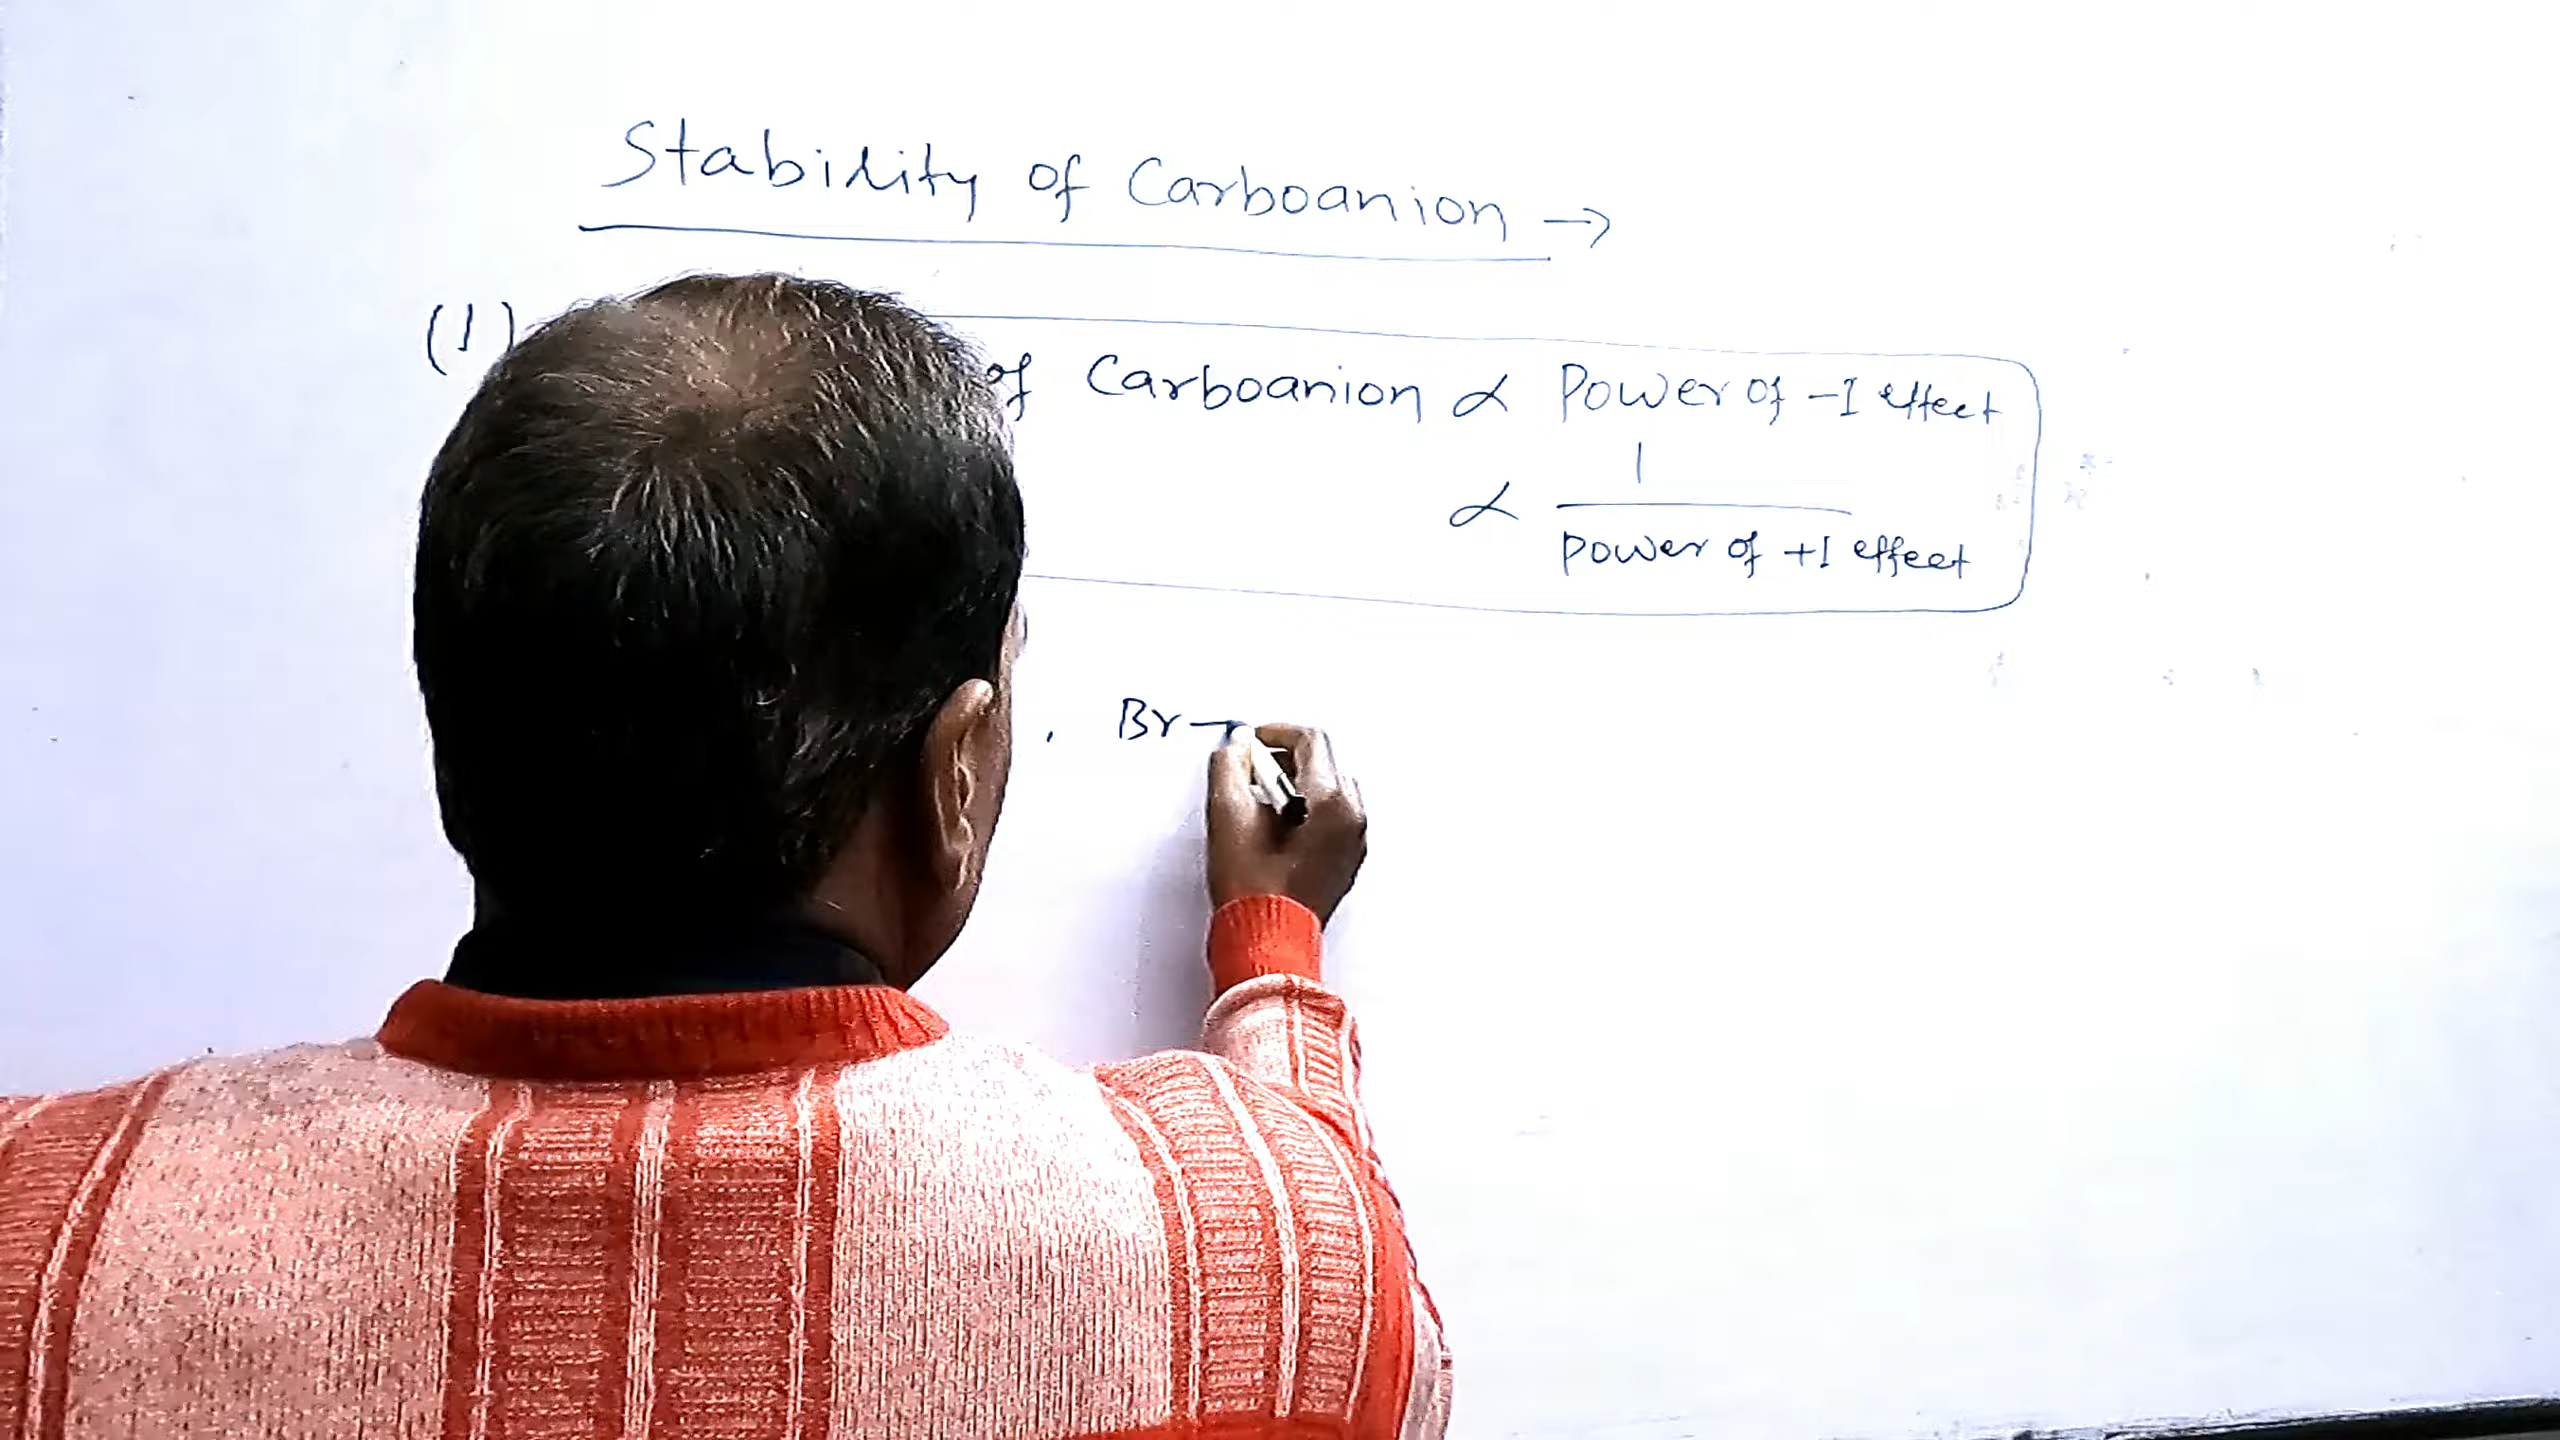 Stability of Carboanion →
(1)
of Carboanion ∝ Power of -I effect
∝ 1
power of +I effect
, Br-